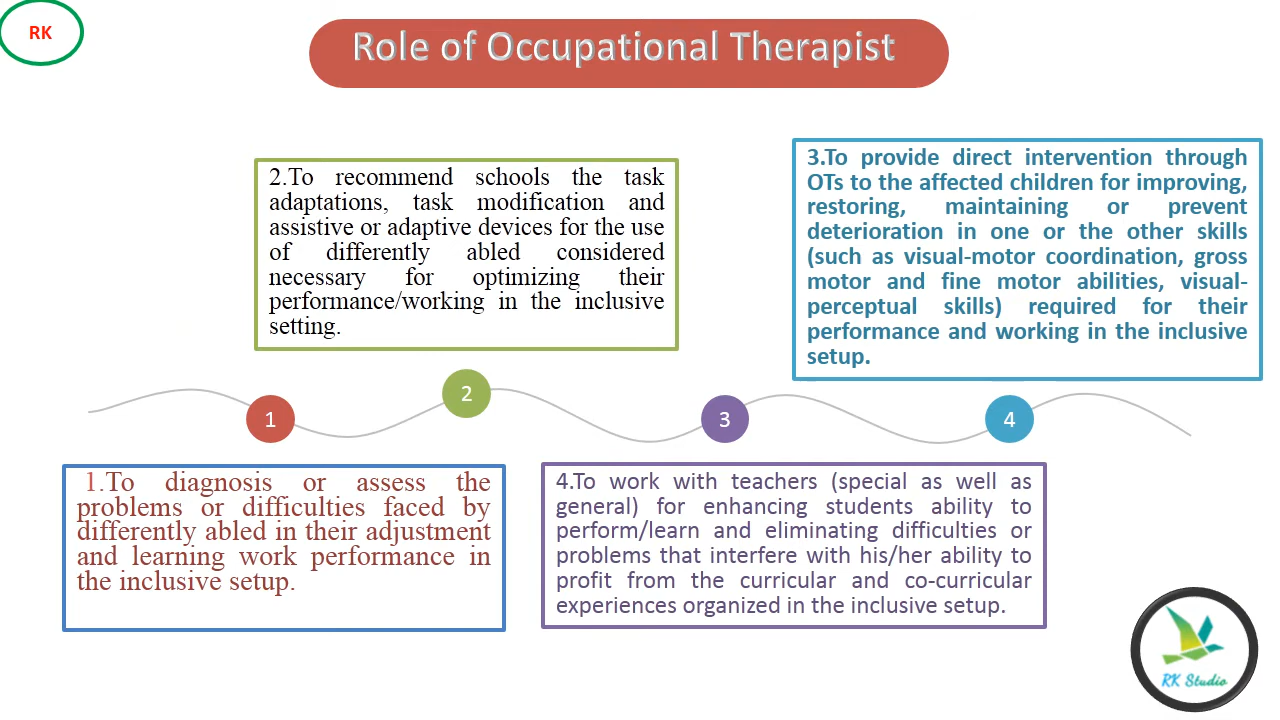 RK
Role of Occupational Therapist
2.To recommend schools the task
adaptations, task modification and
assistive or adaptive devices for the use
of differently abled considered
necessary for optimizing their
performance/working in the inclusive
setting.
3.To provide direct intervention through
OTs to the affected children for improving,
restoring, maintaining or prevent
deterioration in one or the other skills
(such as visual-motor coordination, gross
motor and fine motor abilities, visual-
perceptual skills) required for their
performance and working in the inclusive
setup.
1
2
3
4
1.To diagnosis or assess the
problems or difficulties faced by
differently abled in their adjustment
and learning work performance in
the inclusive setup.
4.To work with teachers (special as well as
general) for enhancing students ability to
perform/learn and eliminating difficulties or
problems that interfere with his/her ability to
profit from the curricular and co-curricular
experiences organized in the inclusive setup.
RK Studio